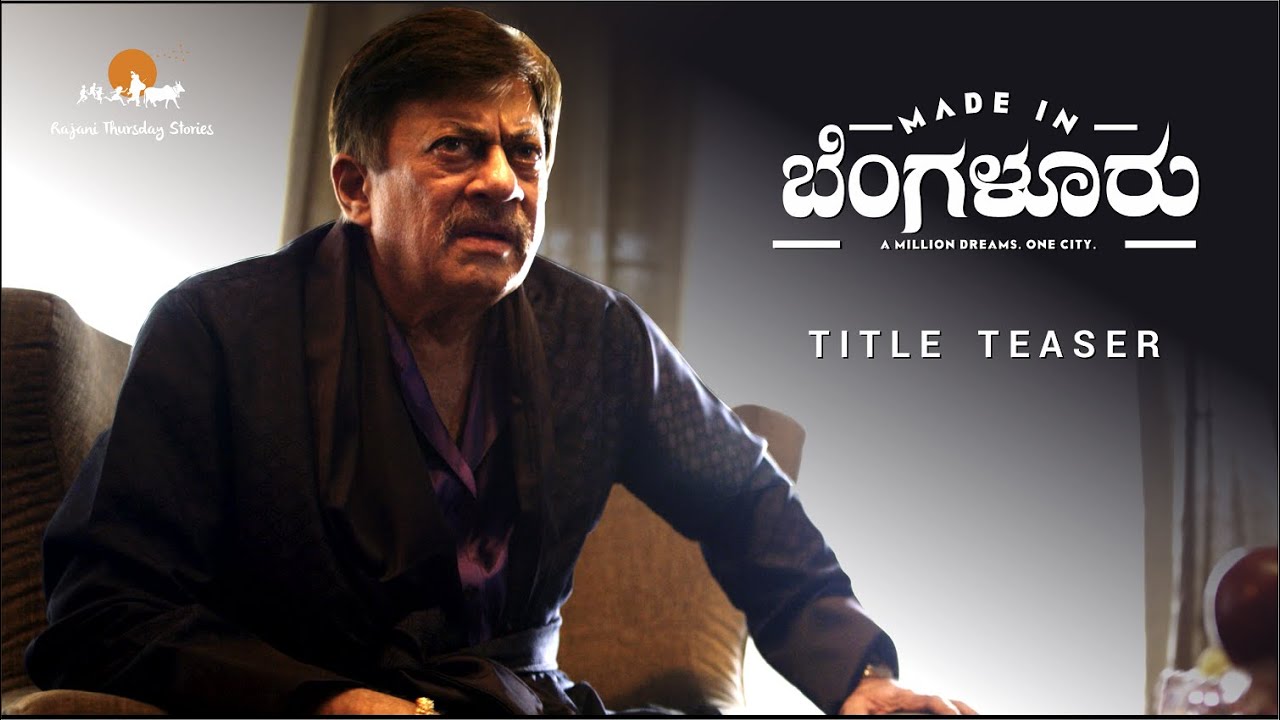 Rajani Thursday Stories
MADE IN
ಬೆಂಗಳೂರು
A MILLION DREAMS. ONE CITY.
TITLE TEASER